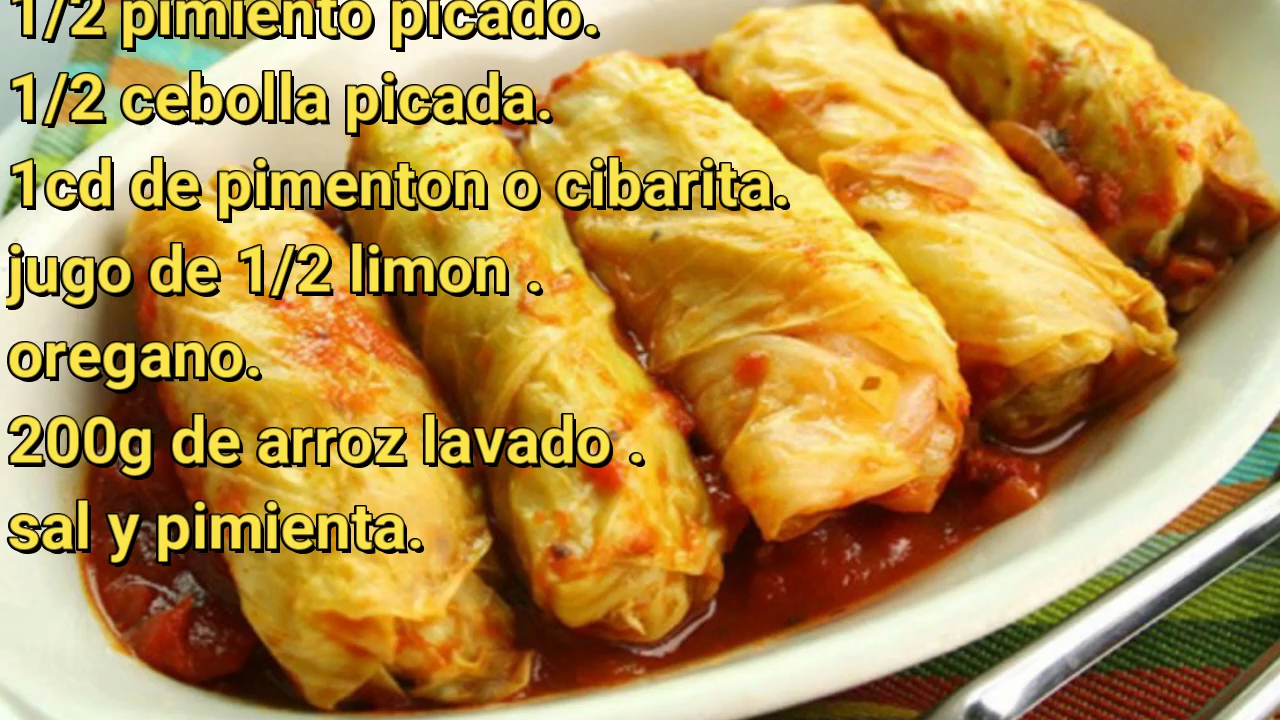 1/2 pimiento picado.
1/2 cebolla picada.
1cd de pimenton o cibarita.
jugo de 1/2 limon .
oregano.
200g de arroz lavado .
sal y pimienta.